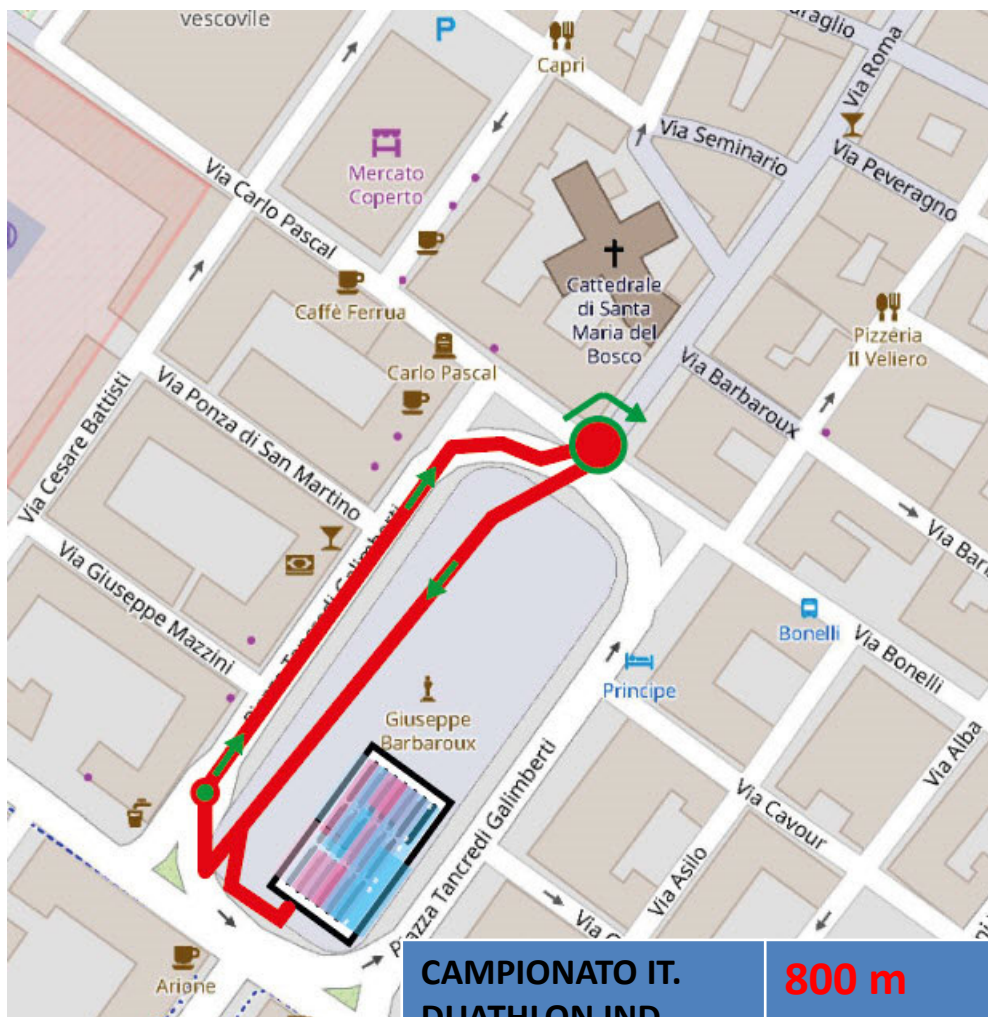 vescovile
P
Capri
Via Roma
Via Seminario
Via Peveragno
Mercato
Coperto
Via Carlo Pascal
Caffè Ferrua
Cattedrale
di Santa
Maria del
Bosco
Pizzeria
Il Veliero
Carlo Pascal
Via Barbaroux
Via Cesare Battisti
Via Ponza di San Martino
Via Giuseppe Mazzini
Bonelli
Via Bonelli
Principe
Giuseppe
Barbaroux
Via Alba
Via Cavour
Via Asilo
Piazza Tancredi Galimberti
Arione
CAMPIONATO IT.
DUATHLON IND
800 m